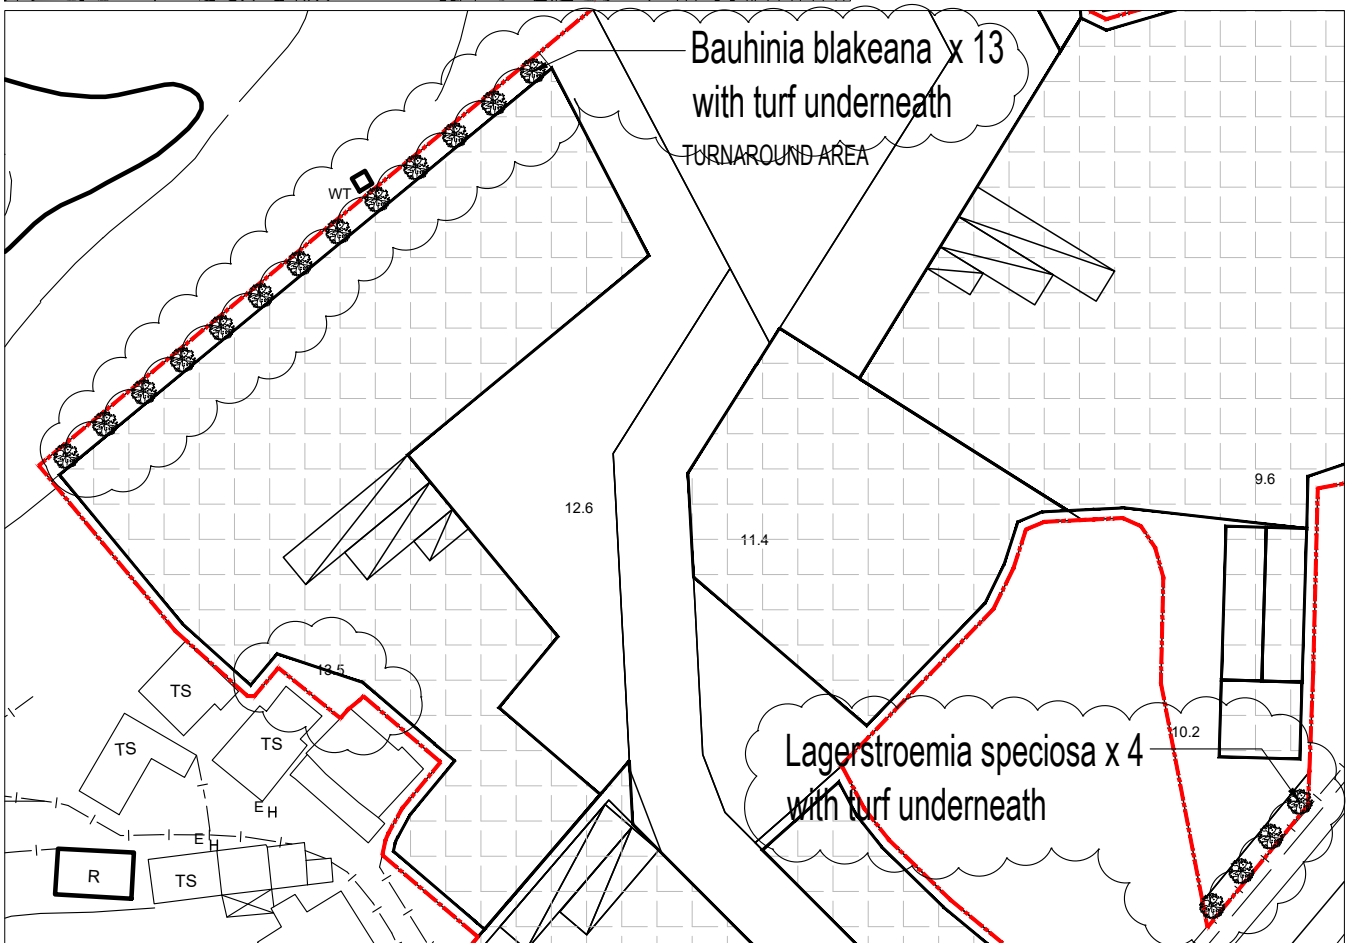 Bauhinia blakeana x 13
with turf underneath
TURNAROUND AREA
WT
9.6
12.6
11.4
13.5
TS
TS
TS
10.2
Lagerstroemia speciosa x 4
with turf underneath
E H
E H
R
TS